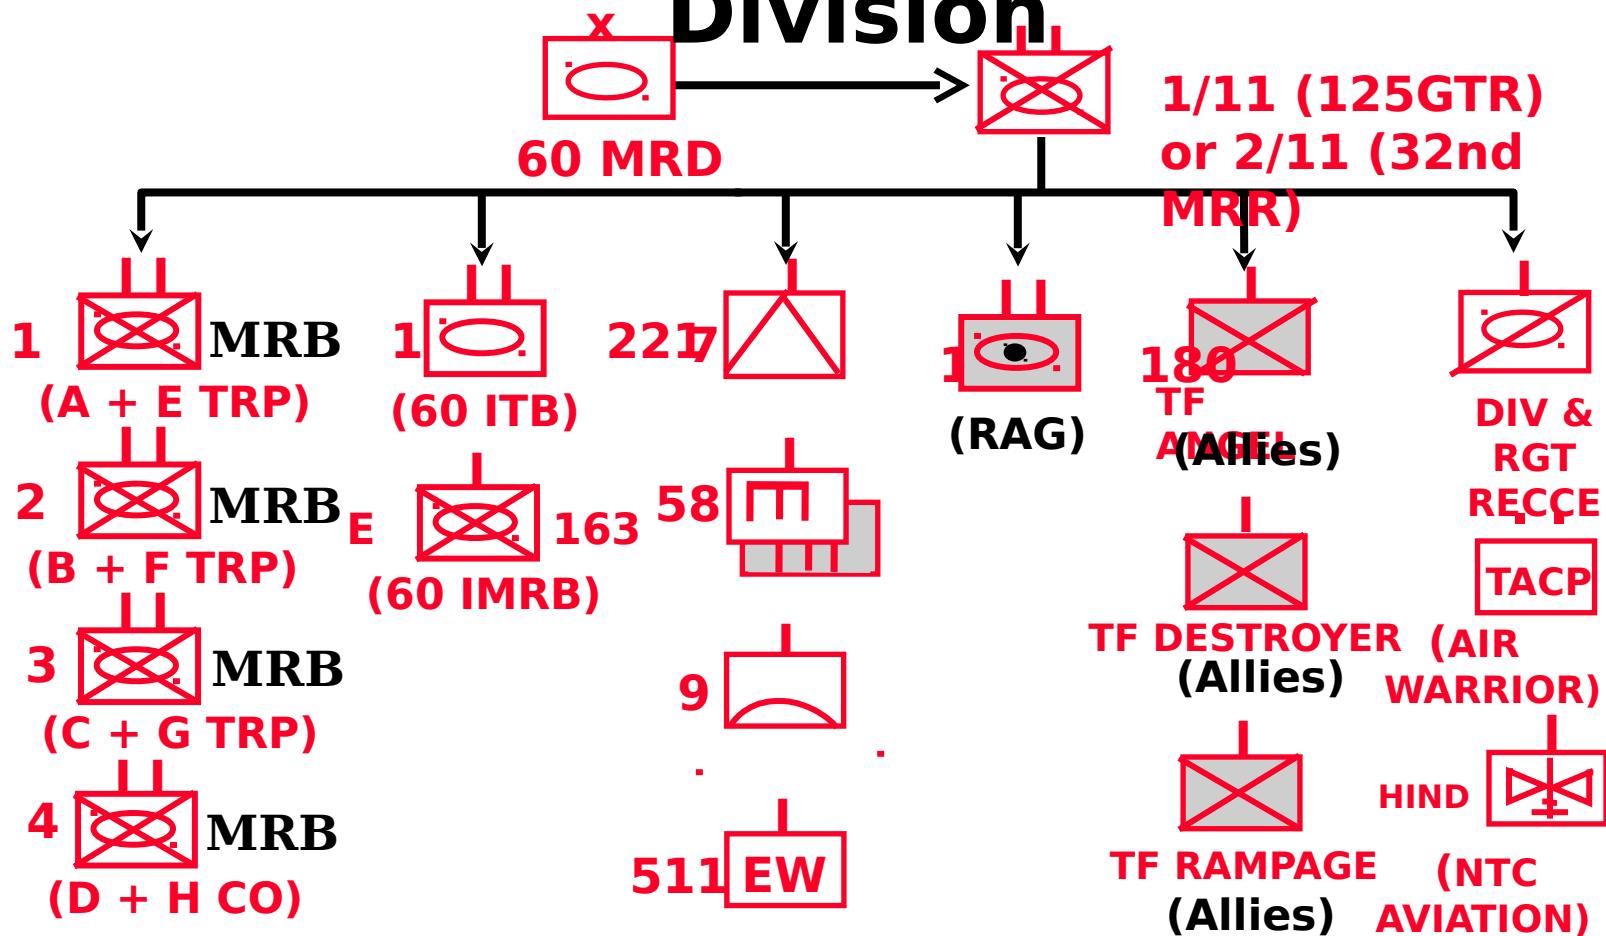 Division
x
60 MRD
1/11 (125GTR)
or 2/11 (32nd
MRR)
1
MRB
(A + E TRP)
2
MRB
(B + F TRP)
3
MRB
(C + G TRP)
4
MRB
(D + H CO)
1
(60 ITB)
E
163
(60 IMRB)
221
7
58
9
511
EW
1
(RAG)
180
TF
ANGEL
(Allies)
TF DESTROYER
(Allies)
TF RAMPAGE
(Allies)
DIV &
RGT
RECCE
TACP
(AIR
WARRIOR)
HIND
(NTC
AVIATION)